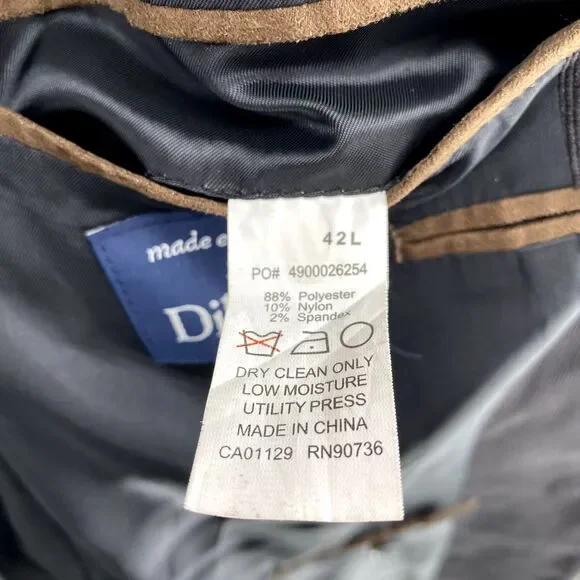 made e
Di
42L
PO# 4900026254
88% Polyester
10% Nylon
2% Spandex
DRY CLEAN ONLY
LOW MOISTURE
UTILITY PRESS
MADE IN CHINA
CA01129 RN90736